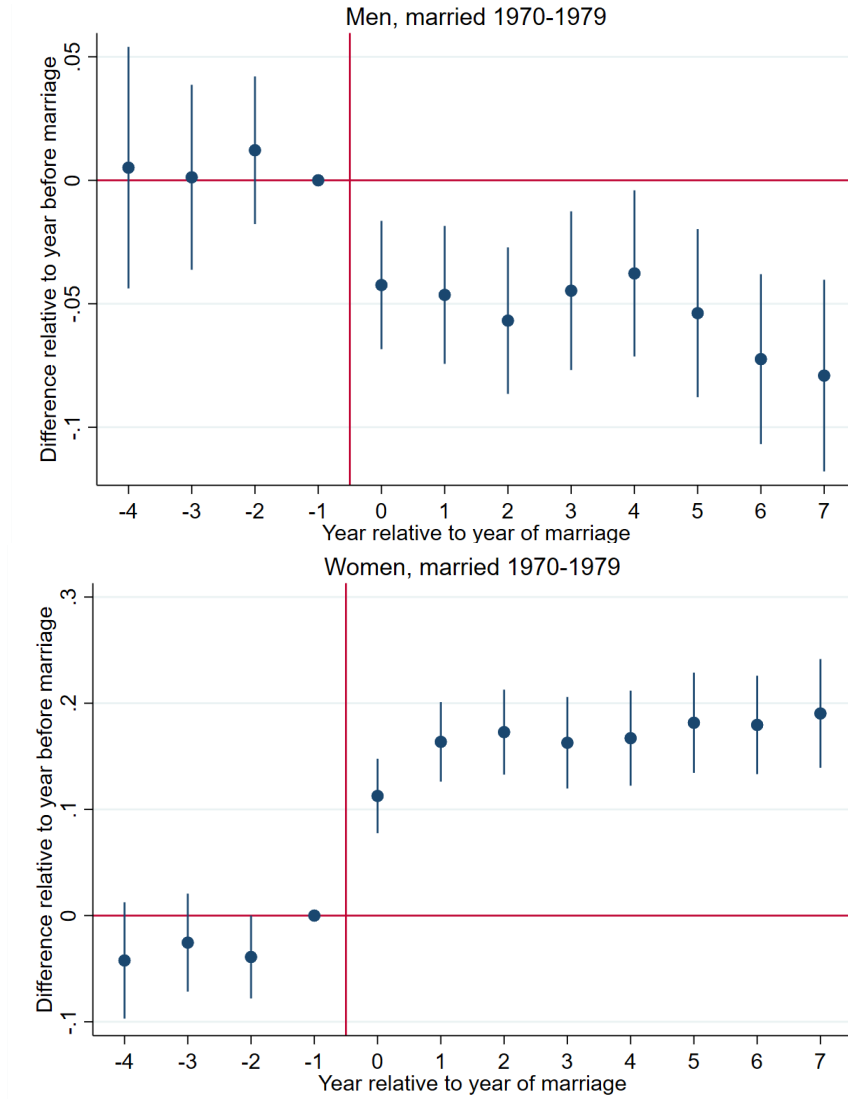 Men, married 1970-1979
Difference relative to year before marriage
.05
0
-.05
-.1
-4 -3 -2 -1 0 1 2 3 4 5 6 7
Year relative to year of marriage
Women, married 1970-1979
Difference relative to year before marriage
.3
.2
.1
0
-.1
-4 -3 -2 -1 0 1 2 3 4 5 6 7
Year relative to year of marriage